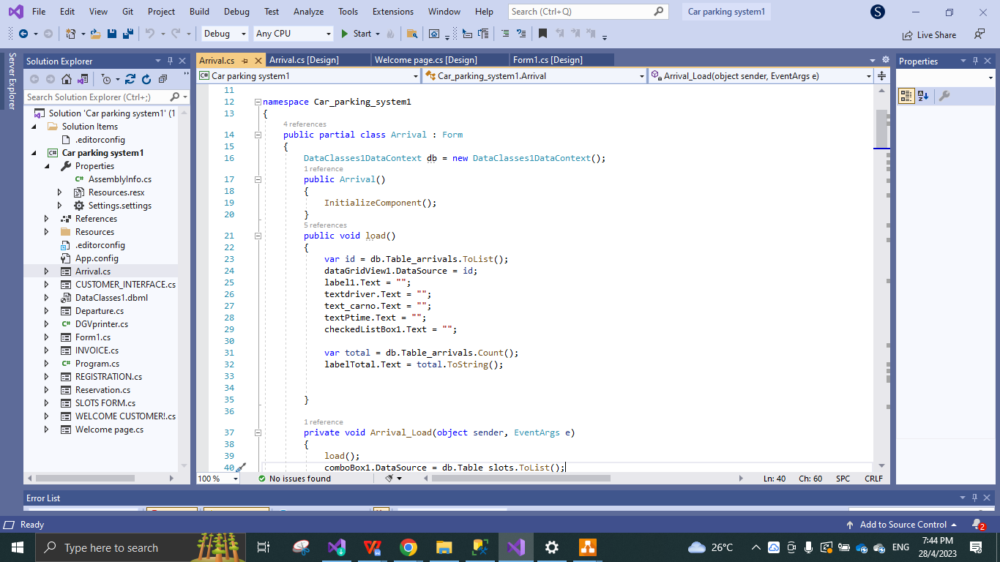 File Edit View Git Project Build Debug Test Analyze Tools Extensions Window Help Search (Ctrl+Q) Car parking system1 S
Debug Any CPU Start Live Share
Server Explorer
Solution Explorer
Search Solution Explorer (Ctrl+;)
Solution 'Car parking system1' (1
Solution Items
.editorconfig
Car parking system1
Properties
AssemblyInfo.cs
Resources.resx
Settings.settings
References
Resources
.editorconfig
App.config
Arrival.cs
CUSTOMER_INTERFACE.cs
DataClasses1.dbml
Departure.cs
DGVprinter.cs
Form1.cs
INVOICE.cs
Program.cs
REGISTRATION.cs
Reservation.cs
SLOTS FORM.cs
WELCOME CUSTOMER!.cs
Welcome page.cs
Arrival.cs Arrival.cs [Design] Welcome page.cs [Design] Form1.cs [Design]
Car parking system1 Car_parking_system1.Arrival Arrival_Load(object sender, EventArgs e)
11
12 namespace Car_parking_system1
13 {
4 references
14 public partial class Arrival : Form
15 {
16 DataClasses1DataContext db = new DataClasses1DataContext();
1 reference
17 public Arrival()
18 {
19 InitializeComponent();
20 }
5 references
21 public void load()
22 {
23 var id = db.Table_arrivals.ToList();
24 dataGridView1.DataSource = id;
25 label1.Text = "";
26 textdriver.Text = "";
27 text_carno.Text = "";
28 textPtime.Text = "";
29 checkedListBox1.Text = "";
30
31 var total = db.Table_arrivals.Count();
32 labelTotal.Text = total.ToString();
33
34
35 }
36
1 reference
37 private void Arrival_Load(object sender, EventArgs e)
38 {
39 load();
40 comboBox1.DataSource = db.Table_slots.ToList();
100 % No issues found Ln: 40 Ch: 60 SPC CRLF
Properties
Error List
Ready Add to Source Control 2
Type here to search 26°C ENG 7:44 PM
28/4/2023